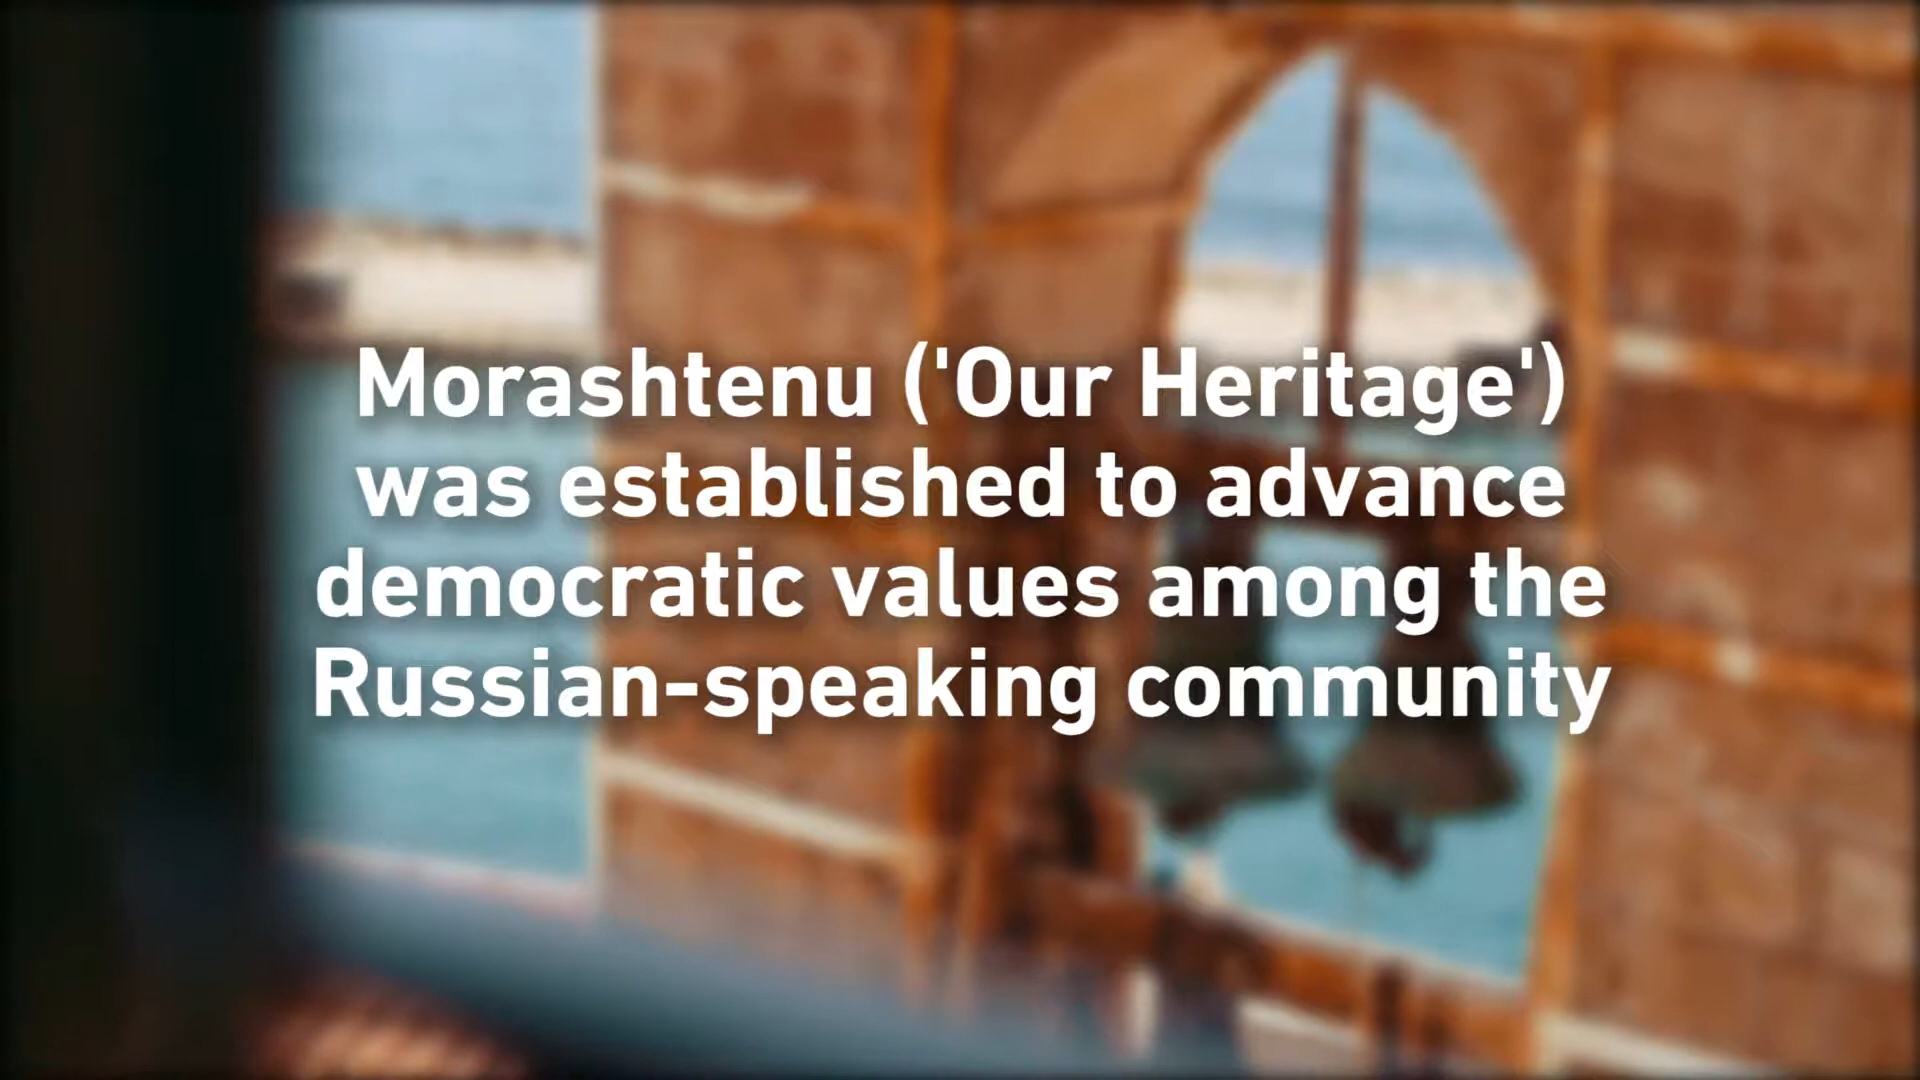 Morashtenu ('Our Heritage')
was established to advance
democratic values among the
Russian-speaking community